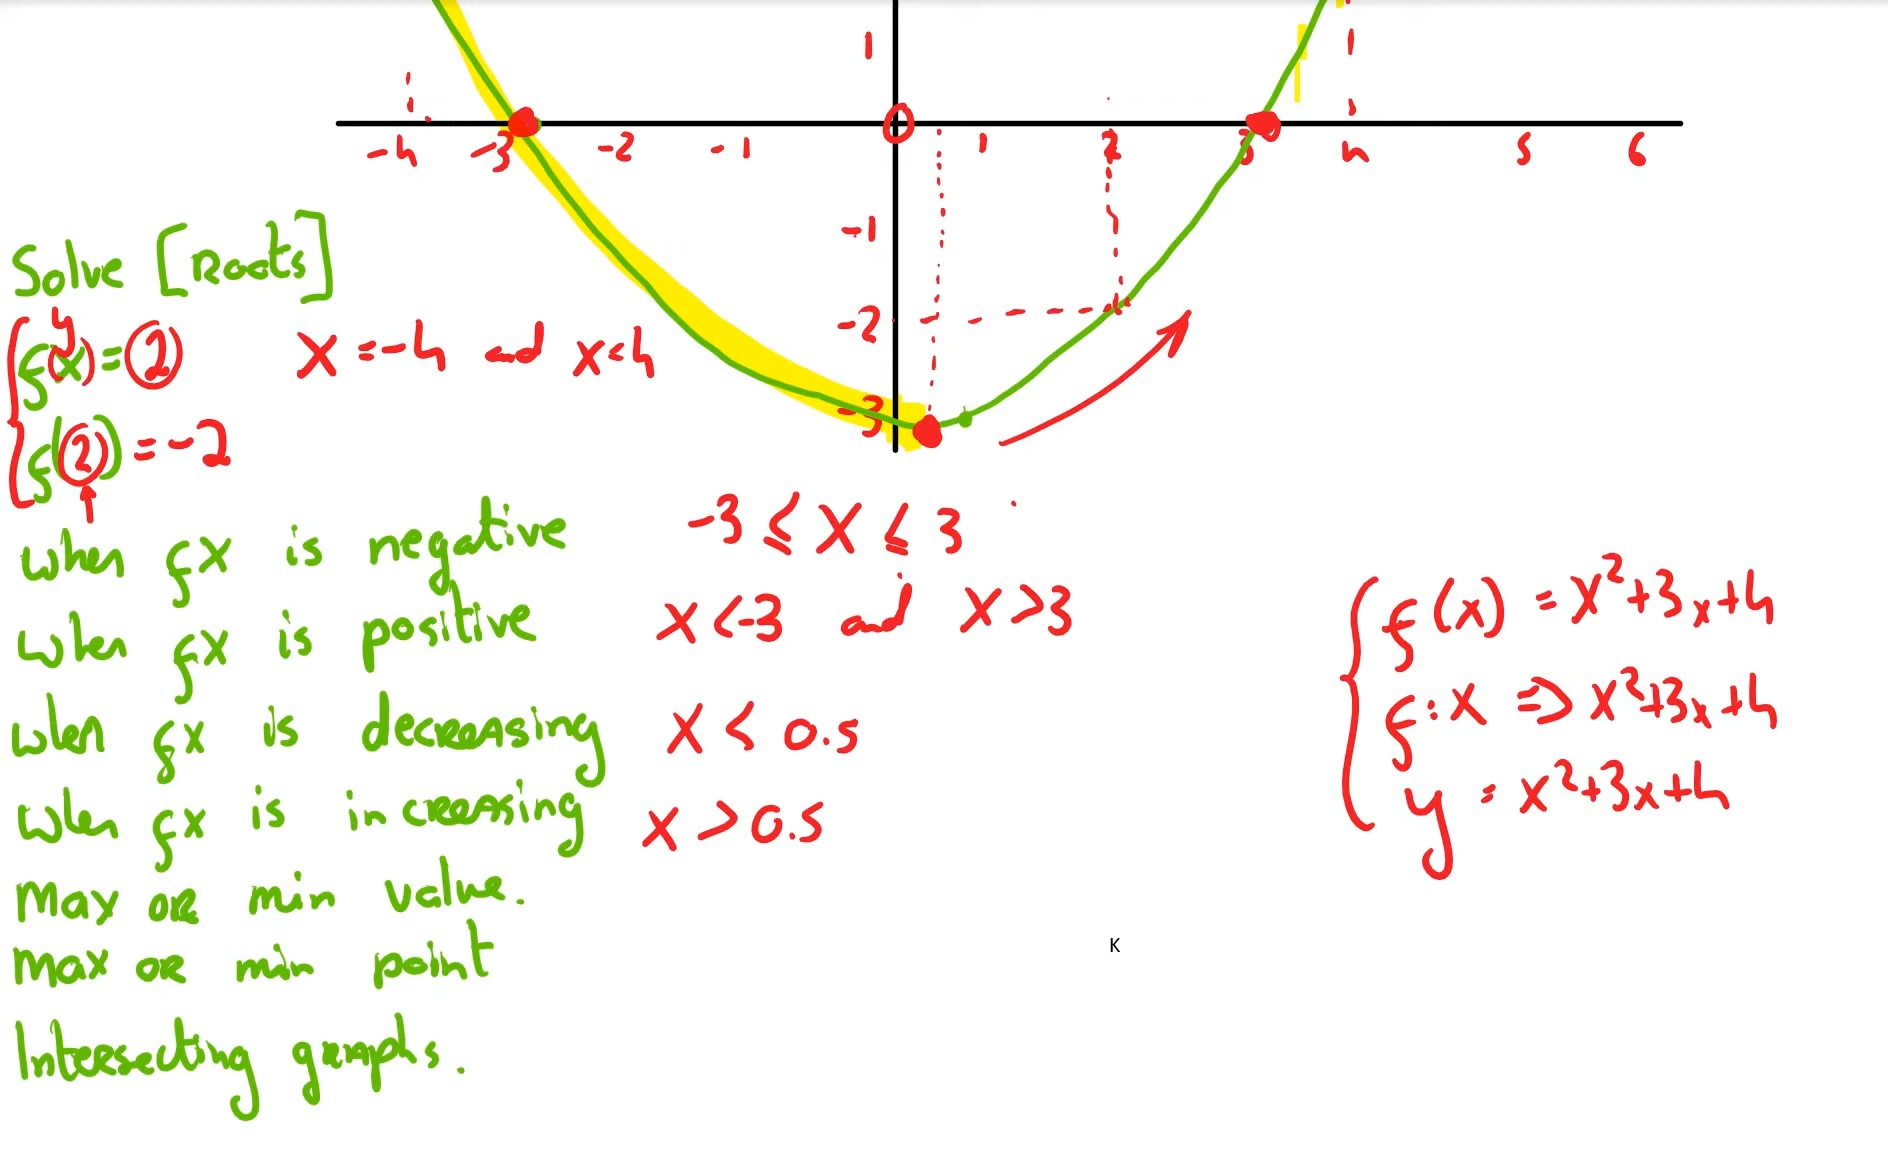 1
-4 -3 -2 -1 0 1 2 3 4 5 6
-1
Solve [Roots]
-2
y
f(x) = 2 x = -4 and x < 4
-3
f(2) = -2
when fx is negative -3 ≤ x ≤ 3
when fx is positive x < -3 and x > 3
when fx is decreasing x < 0.5
when fx is increasing x > 0.5
max or min value.
max or min point
Intersecting graphs.
f(x) = x²+3x+4
f:x => x²+3x+4
y = x²+3x+4
K